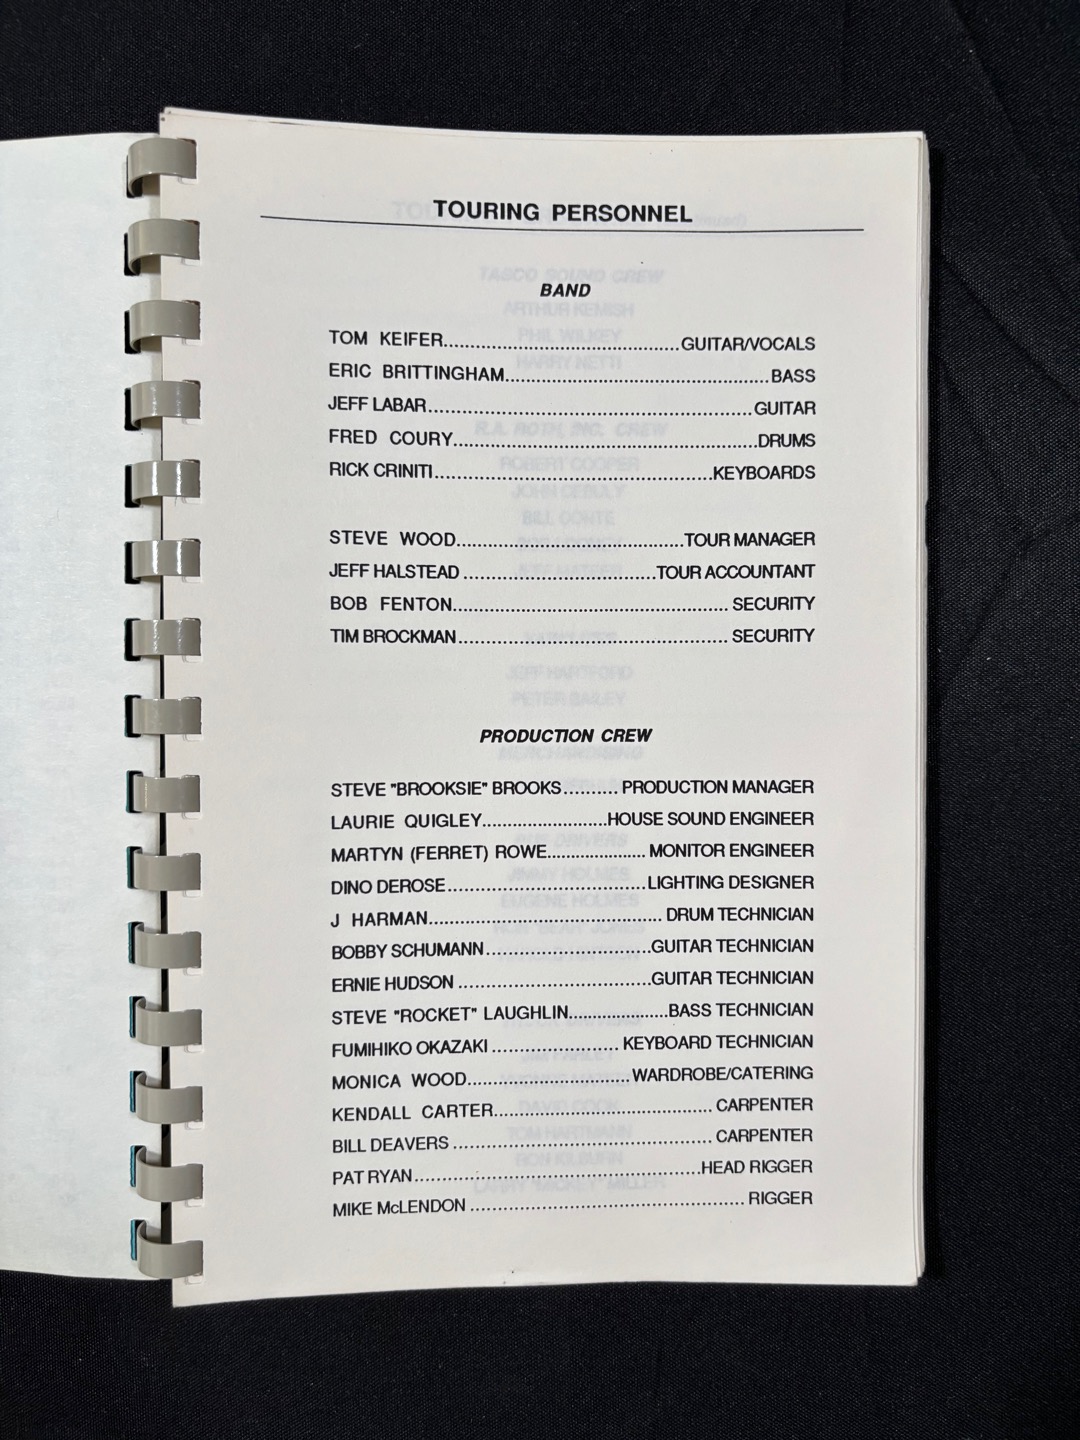 TOURING PERSONNEL
BAND
TOM KEIFER........................................GUITAR/VOCALS
ERIC BRITTINGHAM.............................................BASS
JEFF LABAR.......................................................GUITAR
FRED COURY....................................................DRUMS
RICK CRINITI................................................KEYBOARDS
STEVE WOOD.......................................TOUR MANAGER
JEFF HALSTEAD .................................TOUR ACCOUNTANT
BOB FENTON............................................... SECURITY
TIM BROCKMAN.............................................. SECURITY
PRODUCTION CREW
STEVE "BROOKSIE" BROOKS.......... PRODUCTION MANAGER
LAURIE QUIGLEY.......................HOUSE SOUND ENGINEER
MARTYN (FERRET) ROWE.................... MONITOR ENGINEER
DINO DEROSE..................................LIGHTING DESIGNER
J HARMAN........................................ DRUM TECHNICIAN
BOBBY SCHUMANN.............................GUITAR TECHNICIAN
ERNIE HUDSON .................................GUITAR TECHNICIAN
STEVE "ROCKET" LAUGHLIN....................BASS TECHNICIAN
FUMIHIKO OKAZAKI ...................... KEYBOARD TECHNICIAN
MONICA WOOD............................WARDROBE/CATERING
KENDALL CARTER...................................... CARPENTER
BILL DEAVERS ............................................. CARPENTER
PAT RYAN..................................................HEAD RIGGER
MIKE McLENDON ............................................... RIGGER